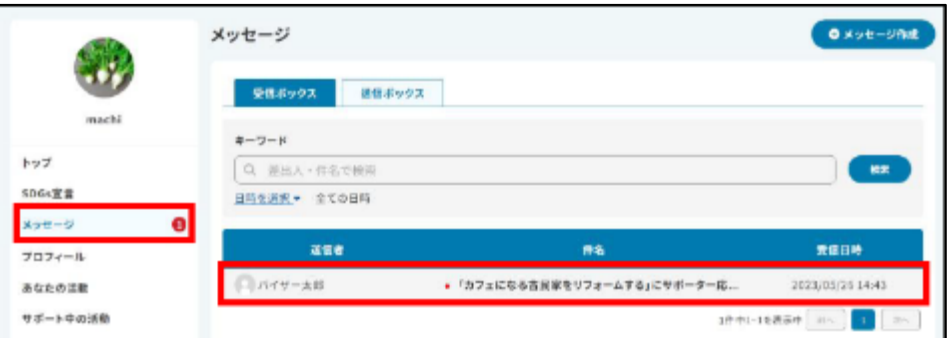 メッセージ
メッセージ作成
machi
受信ボックス
送信ボックス
キーワード
差出人・件名で検索
検索
日時を選択 全ての日時
トップ
SDGs宣言
メッセージ
1
プロフィール
あなたの活動
サポート中の活動
送信者
件名
受信日時
バイザー太郎
「カフェになる古民家をリフォームする」にサポーター応...
2023/05/26 14:43
1件中1-1を表示中
前へ
1
次へ